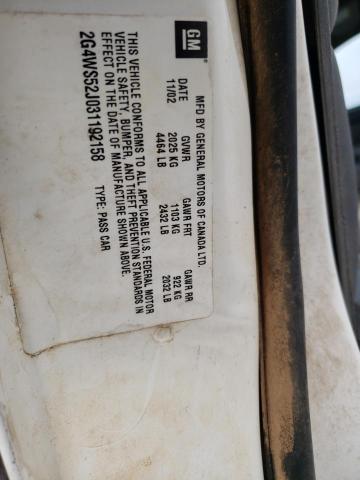 GM
MFD BY GENERAL MOTORS OF CANADA LTD.
DATE GVWR GAWR FRT GAWR RR
11/02 2025 KG 1103 KG 922 KG
4464 LB 2432 LB 2032 LB
THIS VEHICLE CONFORMS TO ALL APPLICABLE U.S. FEDERAL MOTOR
VEHICLE SAFETY, BUMPER, AND THEFT PREVENTION STANDARDS IN
EFFECT ON THE DATE OF MANUFACTURE SHOWN ABOVE.
2G4WS52J031192158 TYPE: PASS CAR